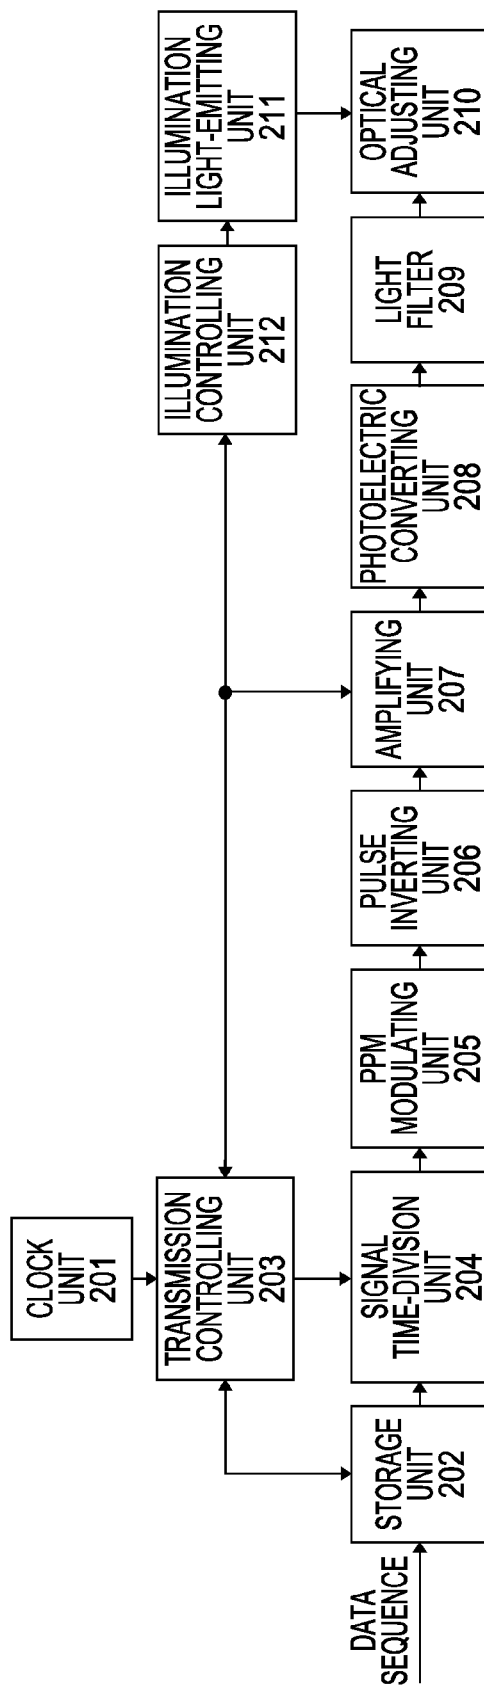 CLOCK
UNIT
201
TRANSMISSION
CONTROLLING
UNIT
203
ILLUMINATION
CONTROLLING
UNIT
212
ILLUMINATION
LIGHT-EMITTING
UNIT
211
DATA
SEQUENCE
STORAGE
UNIT
202
SIGNAL
TIME-DIVISION
UNIT
204
PPM
MODULATING
UNIT
205
PULSE
INVERTING
UNIT
206
AMPLIFYING
UNIT
207
PHOTOELECTRIC
CONVERTING
UNIT
208
LIGHT
FILTER
209
OPTICAL
ADJUSTING
UNIT
210